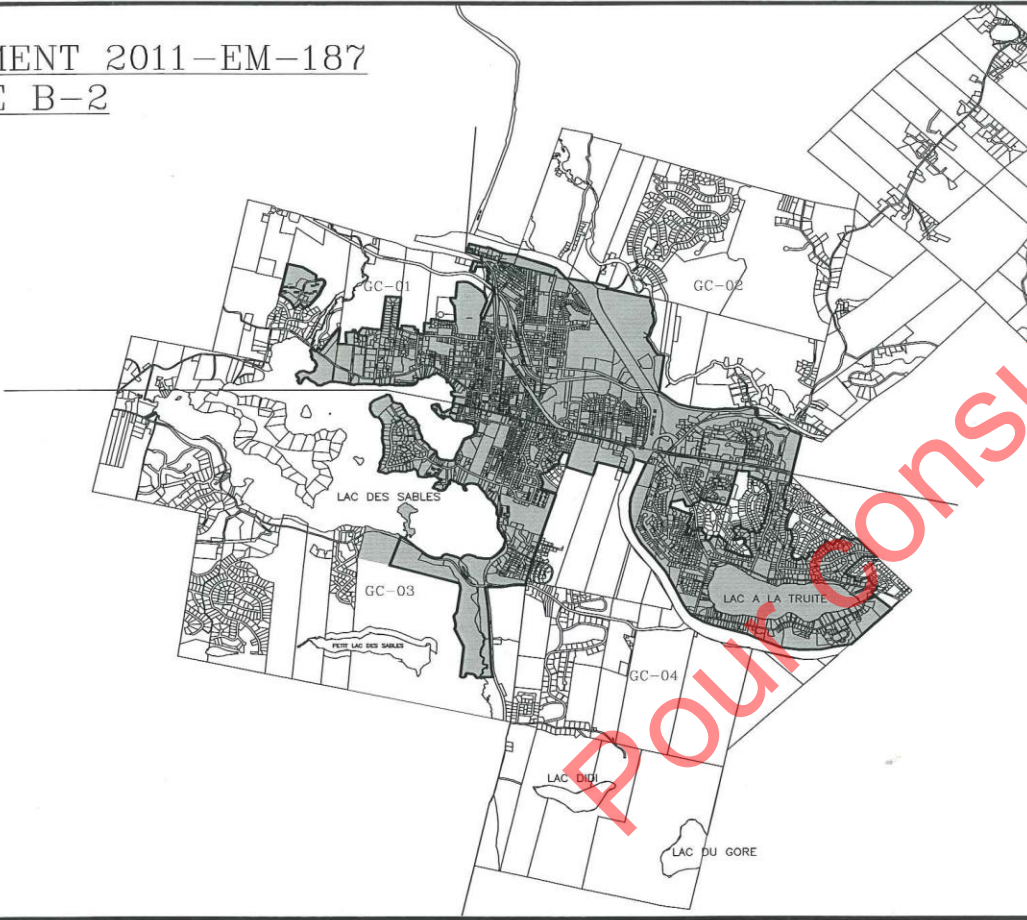 MENT 2011-EM-187
E B-2
GC-01
GC-02
LAC DES SABLES
GC-03
LAC A LA TRUITE
PETIT LAC DES SABLES
GC-04
LAC DIDI
LAC DU GORE
Pour Consu